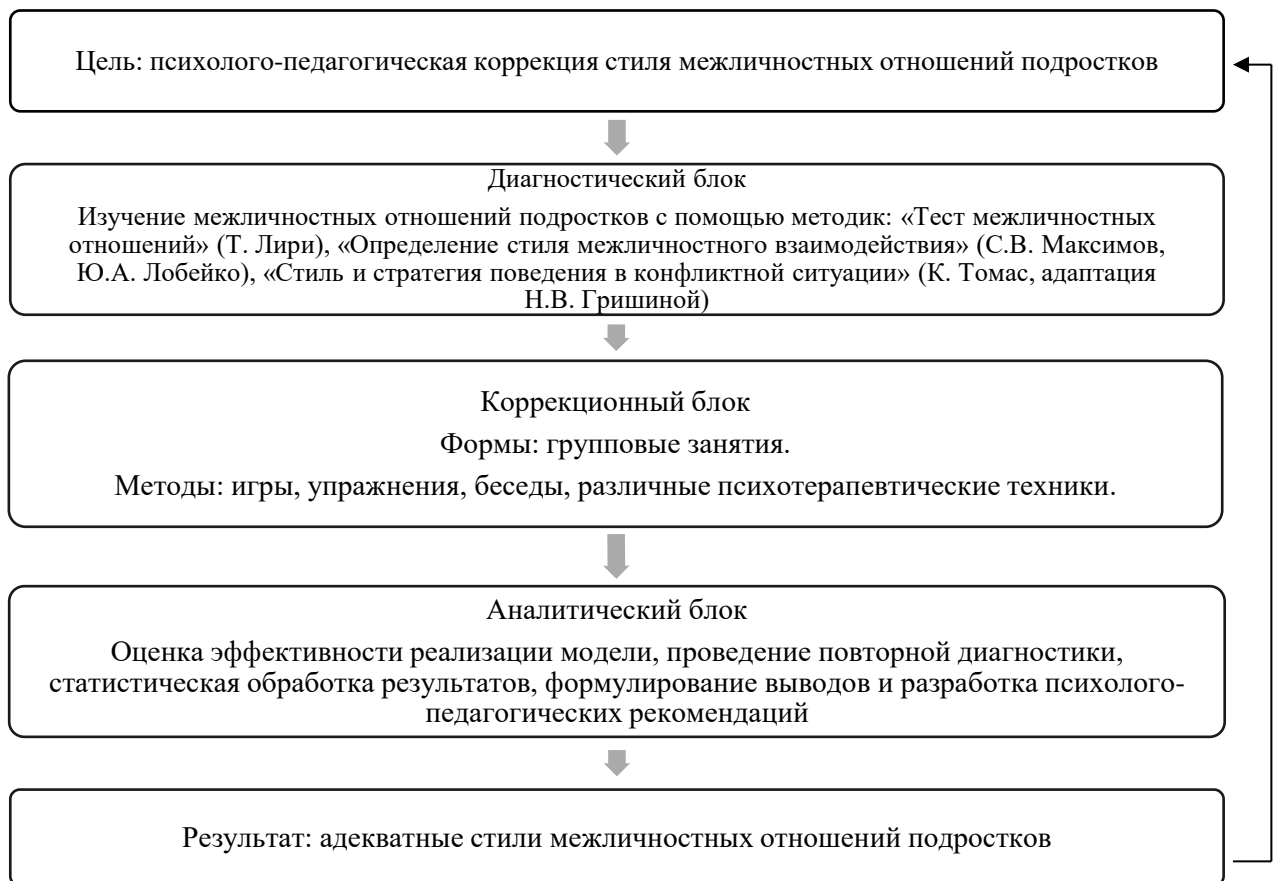 Цель: психолого-педагогическая коррекция стиля межличностных отношений подростков
Диагностический блок
Изучение межличностных отношений подростков с помощью методик: «Тест межличностных
отношений» (Т. Лири), «Определение стиля межличностного взаимодействия» (С.В. Максимов,
Ю.А. Лобейко), «Стиль и стратегия поведения в конфликтной ситуации» (К. Томас, адаптация
Н.В. Гришиной)
Коррекционный блок
Формы: групповые занятия.
Методы: игры, упражнения, беседы, различные психотерапевтические техники.
Аналитический блок
Оценка эффективности реализации модели, проведение повторной диагностики,
статистическая обработка результатов, формулирование выводов и разработка психолого-
педагогических рекомендаций
Результат: адекватные стили межличностных отношений подростков